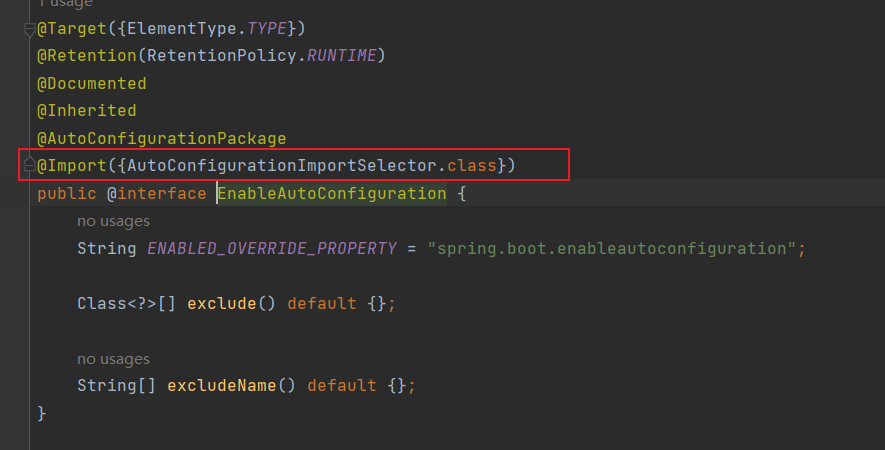 1 usage
@Target({ElementType.TYPE})
@Retention(RetentionPolicy.RUNTIME)
@Documented
@Inherited
@AutoConfigurationPackage
@Import({AutoConfigurationImportSelector.class})
public @interface EnableAutoConfiguration {
no usages
String ENABLED_OVERRIDE_PROPERTY = "spring.boot.enableautoconfiguration";
Class<?>[] exclude() default {};
no usages
String[] excludeName() default {};
}